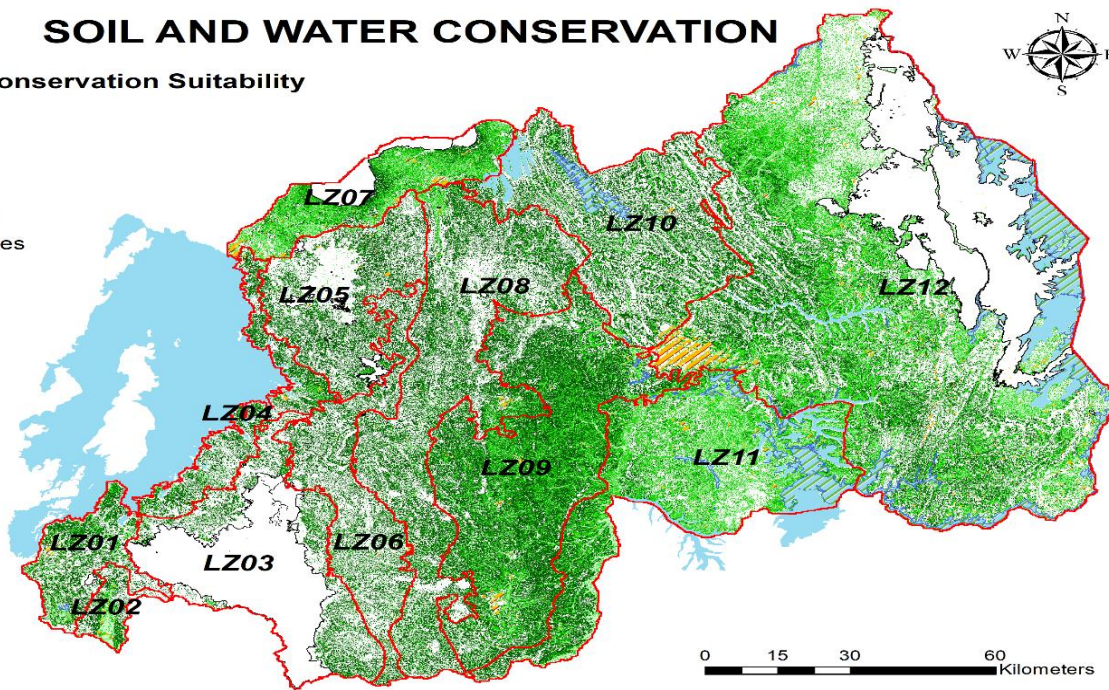 SOIL AND WATER CONSERVATION
onservation Suitability
es
N
W
E
S
LZ07
LZ10
LZ05
LZ08
LZ12
LZ04
LZ09
LZ11
LZ01
LZ03
LZ06
LZ02
0 15 30 60
Kilometers